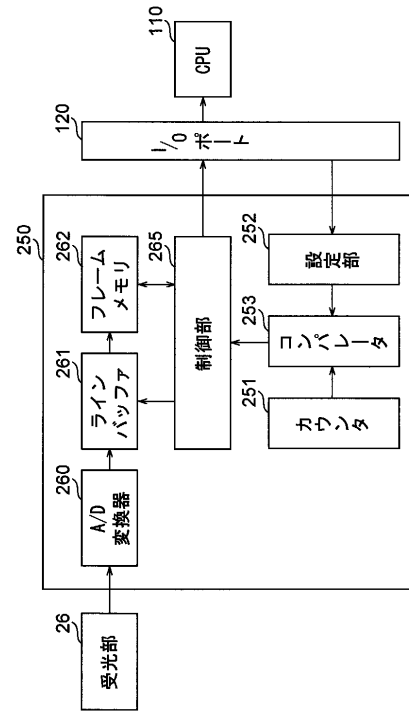 250
26
受光部
260
A/D
変換器
261
ライン
バッファ
262
フレーム
メモリ
265
制御部
251
カウンタ
253
コンパレータ
252
設定部
120
I/O
ポート
110
CPU